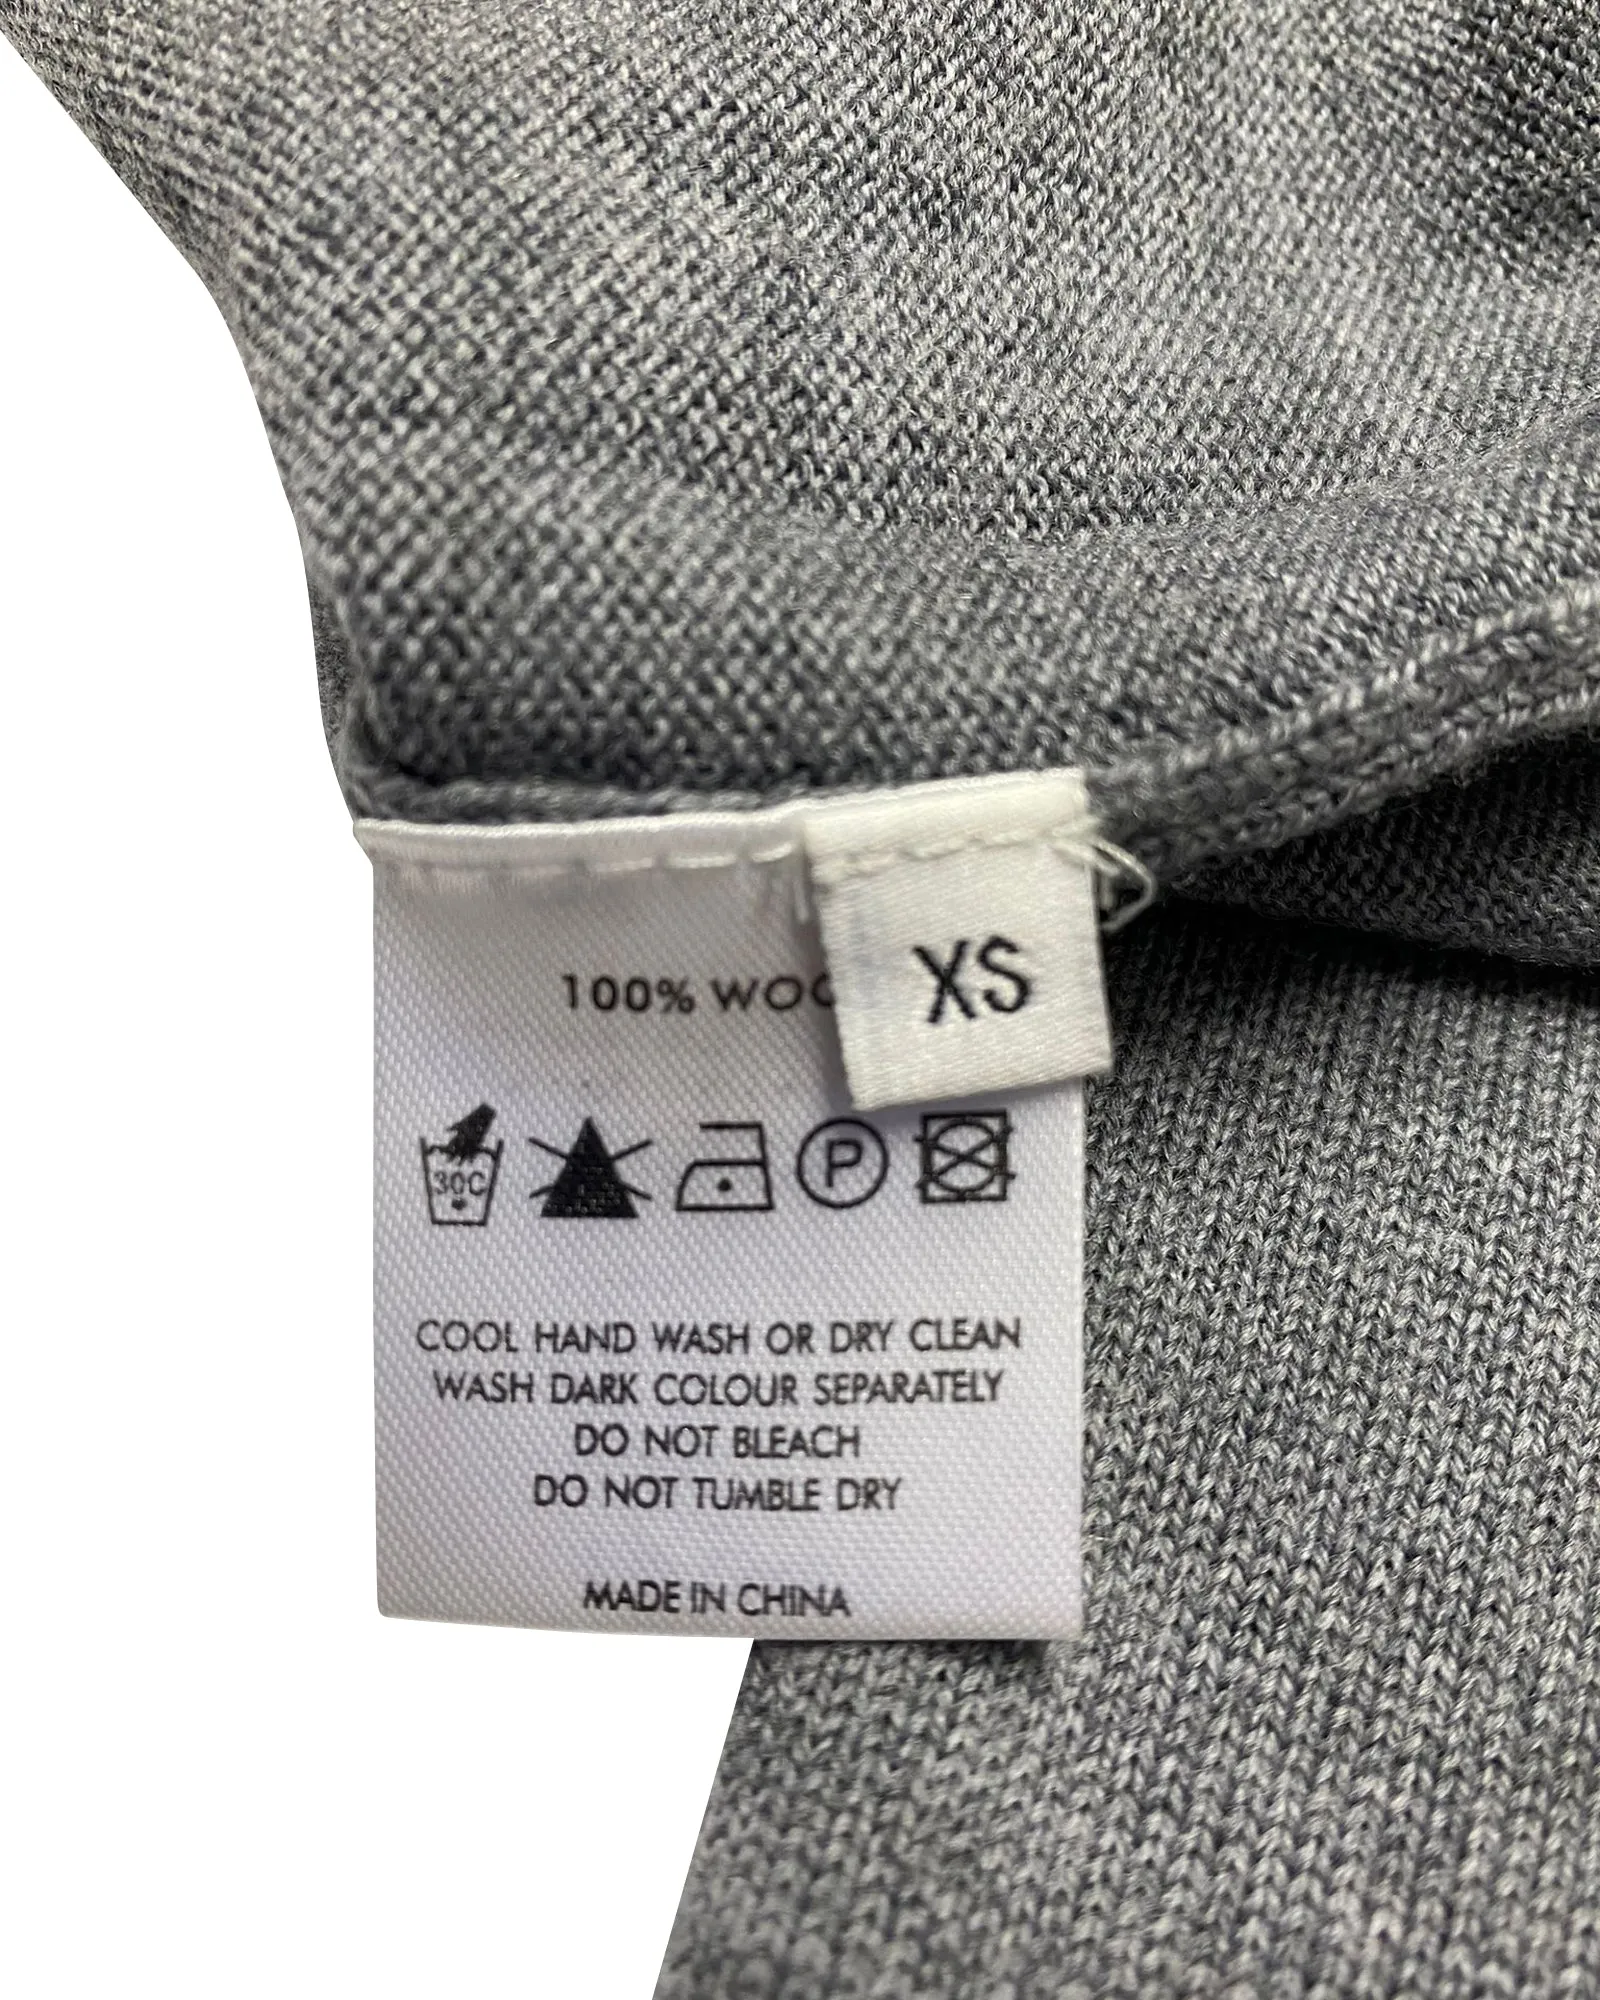 100% WOO
XS
30C
P
COOL HAND WASH OR DRY CLEAN
WASH DARK COLOUR SEPARATELY
DO NOT BLEACH
DO NOT TUMBLE DRY
MADE IN CHINA